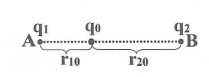 q₁ q₀ q₂
A B
r₁₀ r₂₀